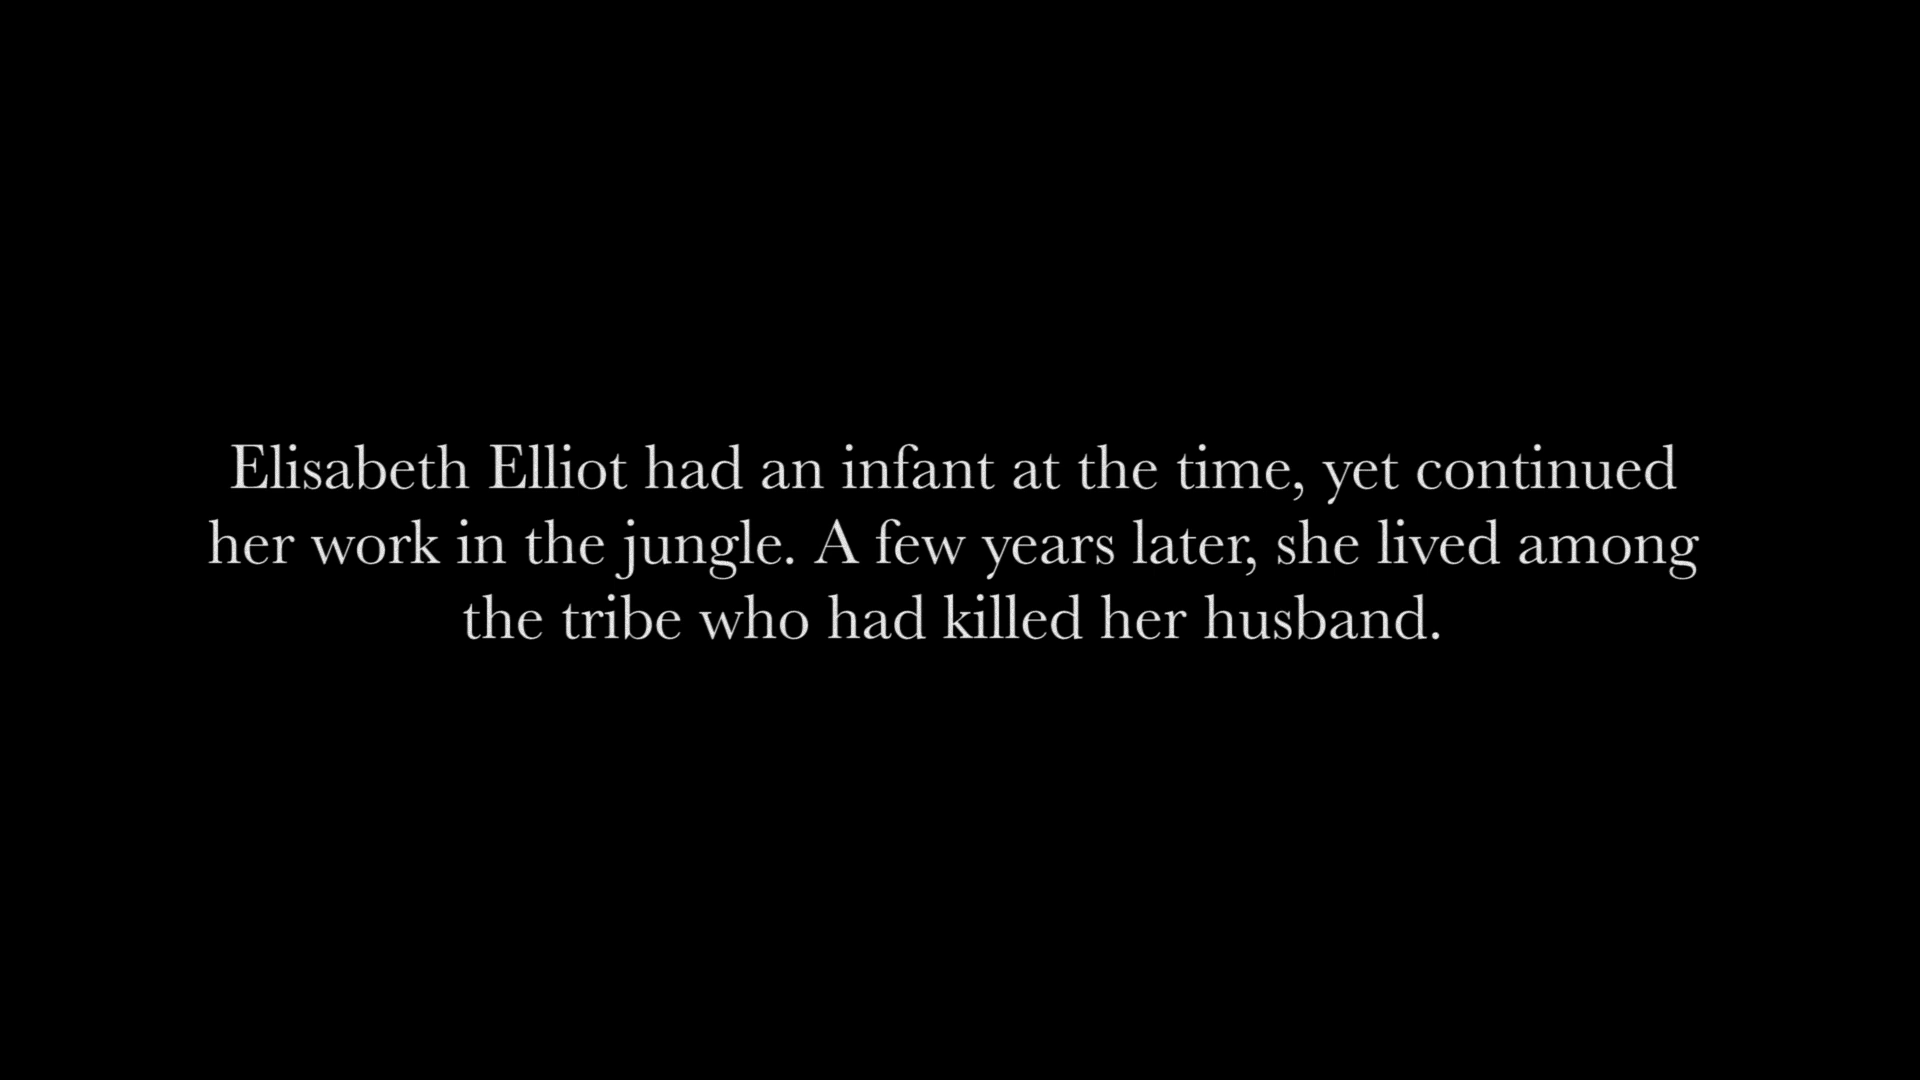 Elisabeth Elliot had an infant at the time, yet continued
her work in the jungle. A few years later, she lived among
the tribe who had killed her husband.